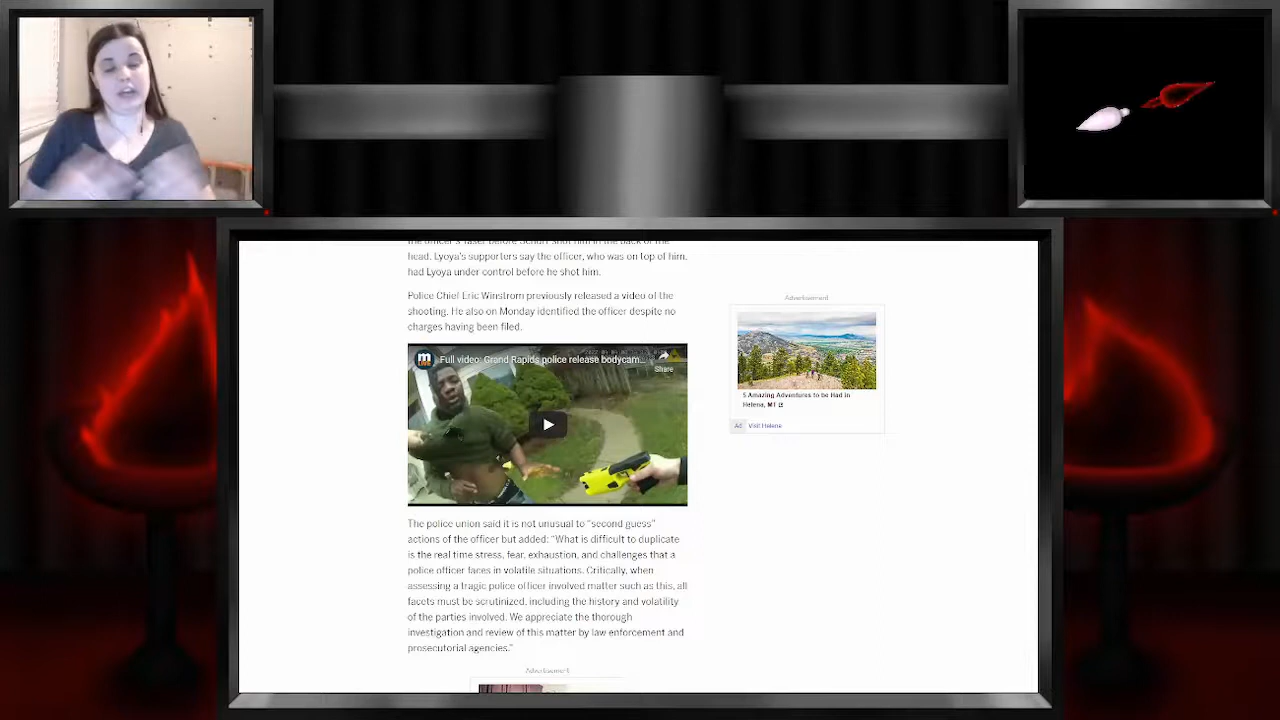 head. Lyoya's supporters say the officer, who was on top of him,
had Lyoya under control before he shot him.
Police Chief Eric Winstrom previously released a video of the
shooting. He also on Monday identified the officer despite no
charges having been filed.
Advertisement
m
LIVE
Full video: Grand Rapids police release bodycam...
Share
5 Amazing Adventures to be Had in
Helena, MT
Ad Visit Helena
The police union said it is not unusual to “second guess”
actions of the officer but added: “What is difficult to duplicate
is the real time stress, fear, exhaustion, and challenges that a
police officer faces in volatile situations. Critically, when
assessing a tragic police officer involved matter such as this, all
facets must be scrutinized, including the history and volatility
of the parties involved. We appreciate the thorough
investigation and review of this matter by law enforcement and
prosecutorial agencies.”
Advertisement